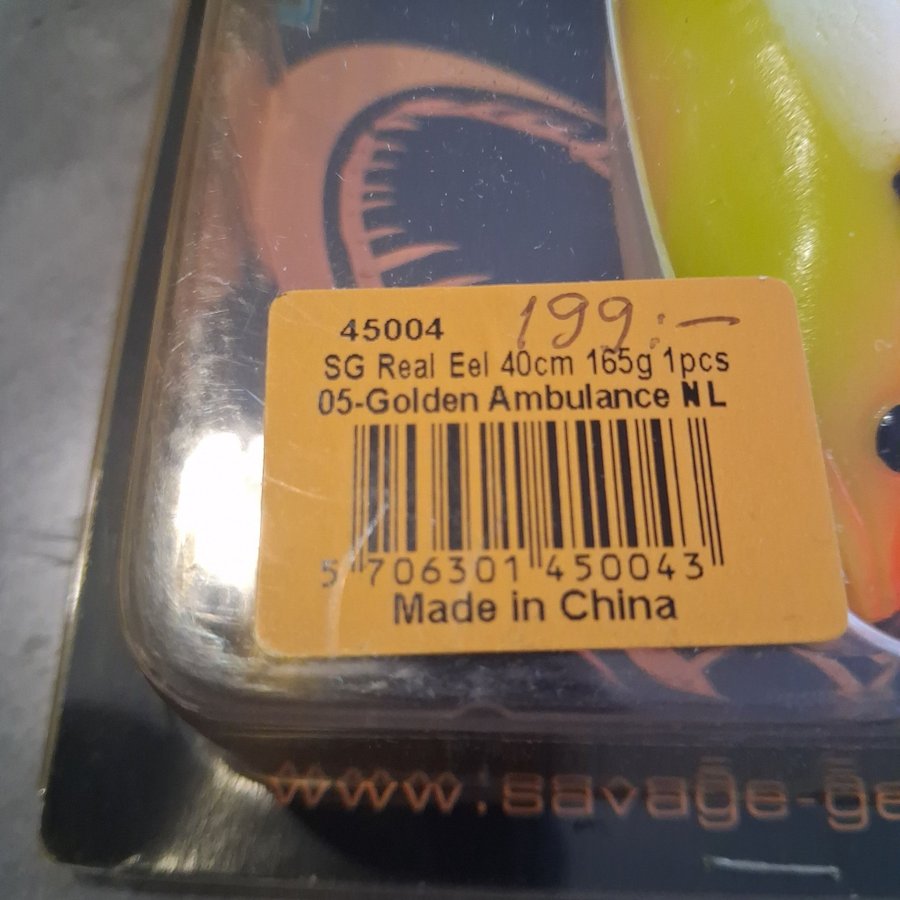 199:-
45004
SG Real Eel 40cm 165g 1pcs
05-Golden Ambulance NL
5 706301 450043
Made in China
www.savage-ge